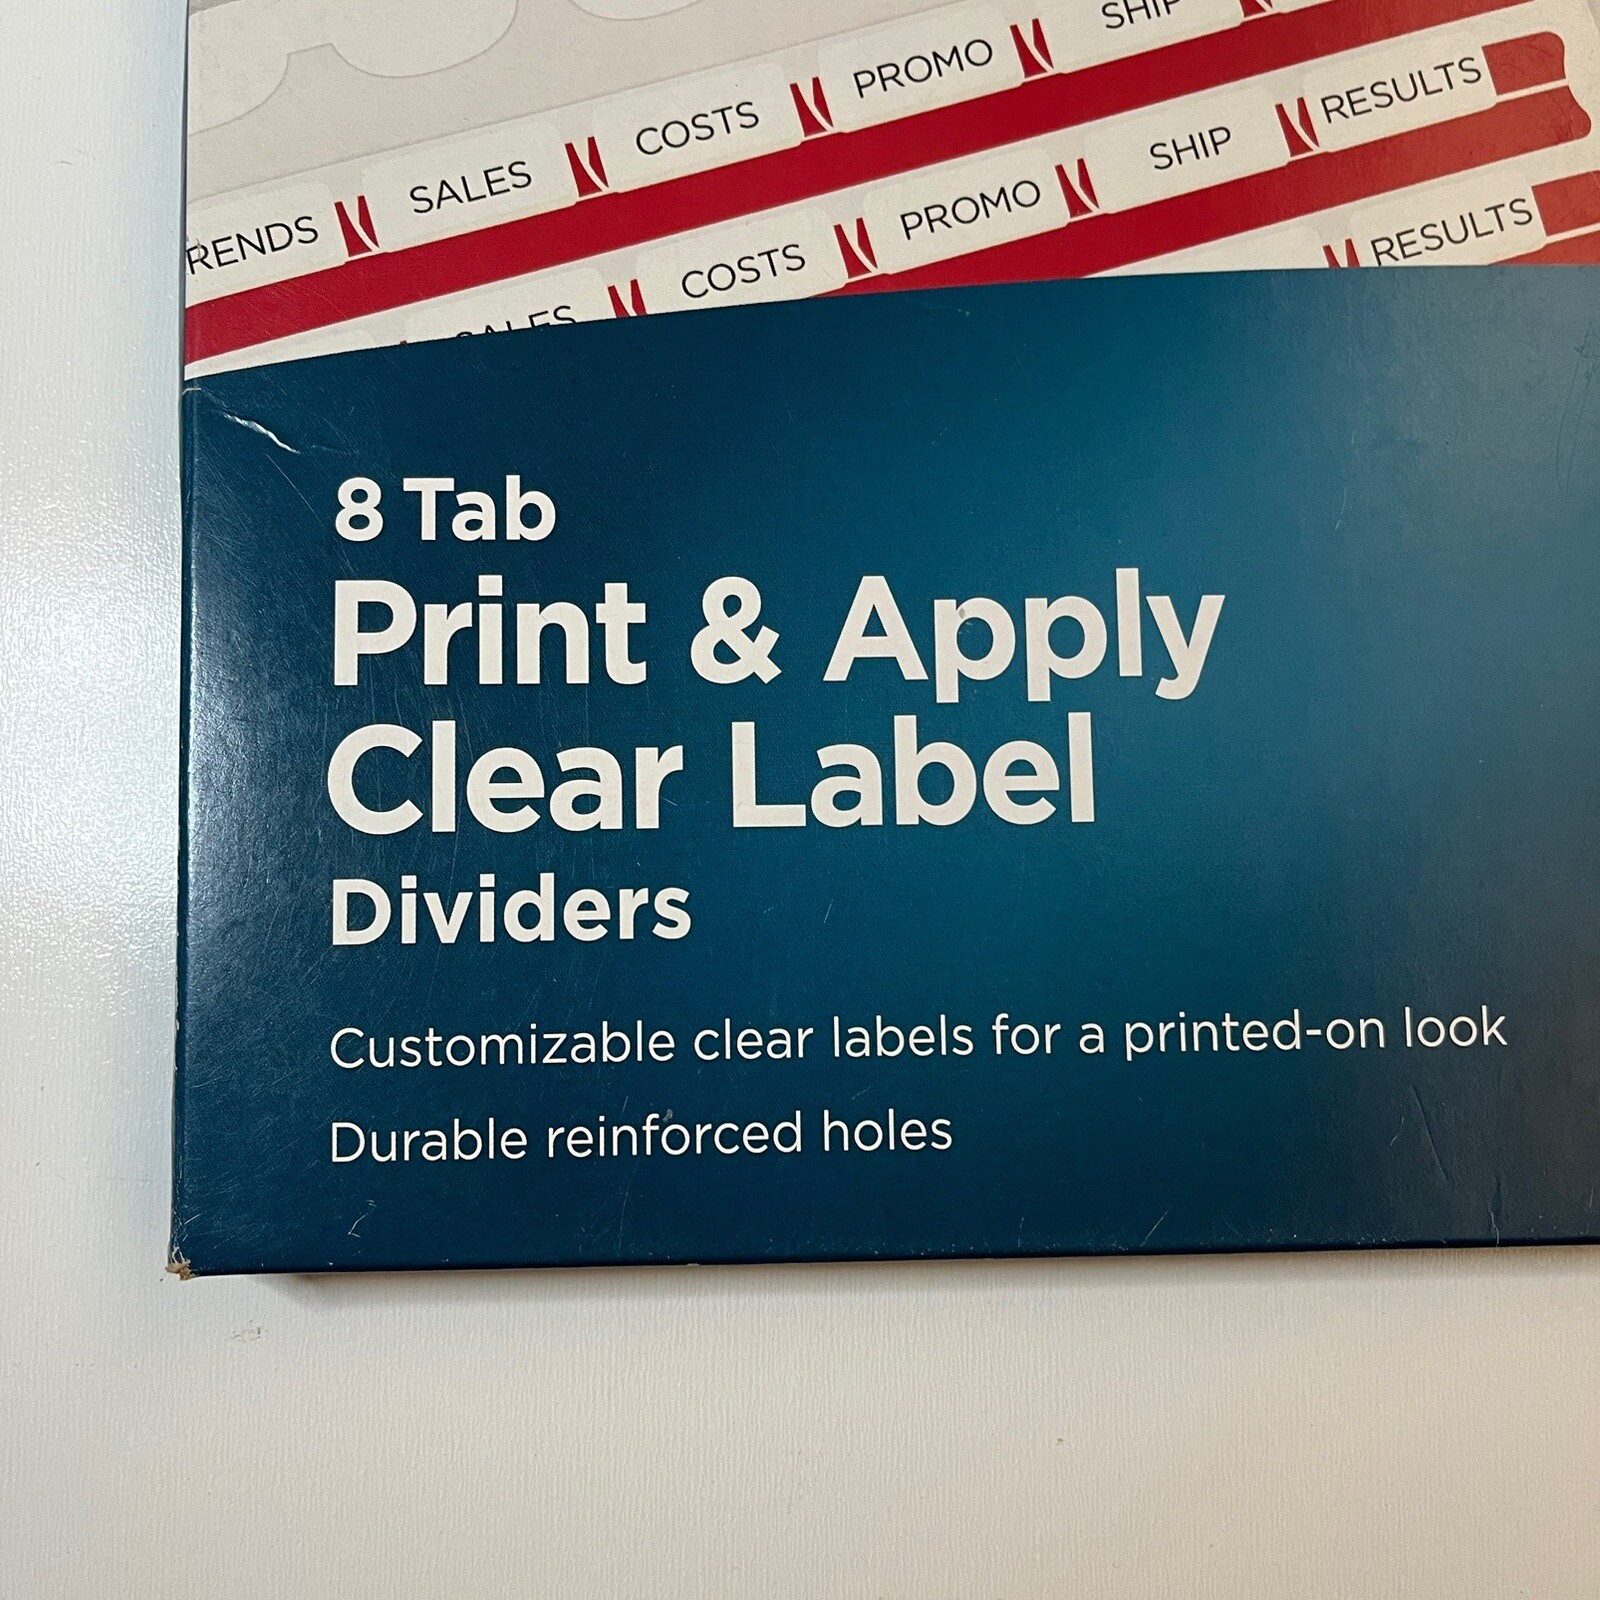 RENDS SALES COSTS PROMO SHIP
SALES COSTS PROMO SHIP RESULTS
RESULTS
8 Tab
Print & Apply
Clear Label
Dividers
Customizable clear labels for a printed-on look
Durable reinforced holes